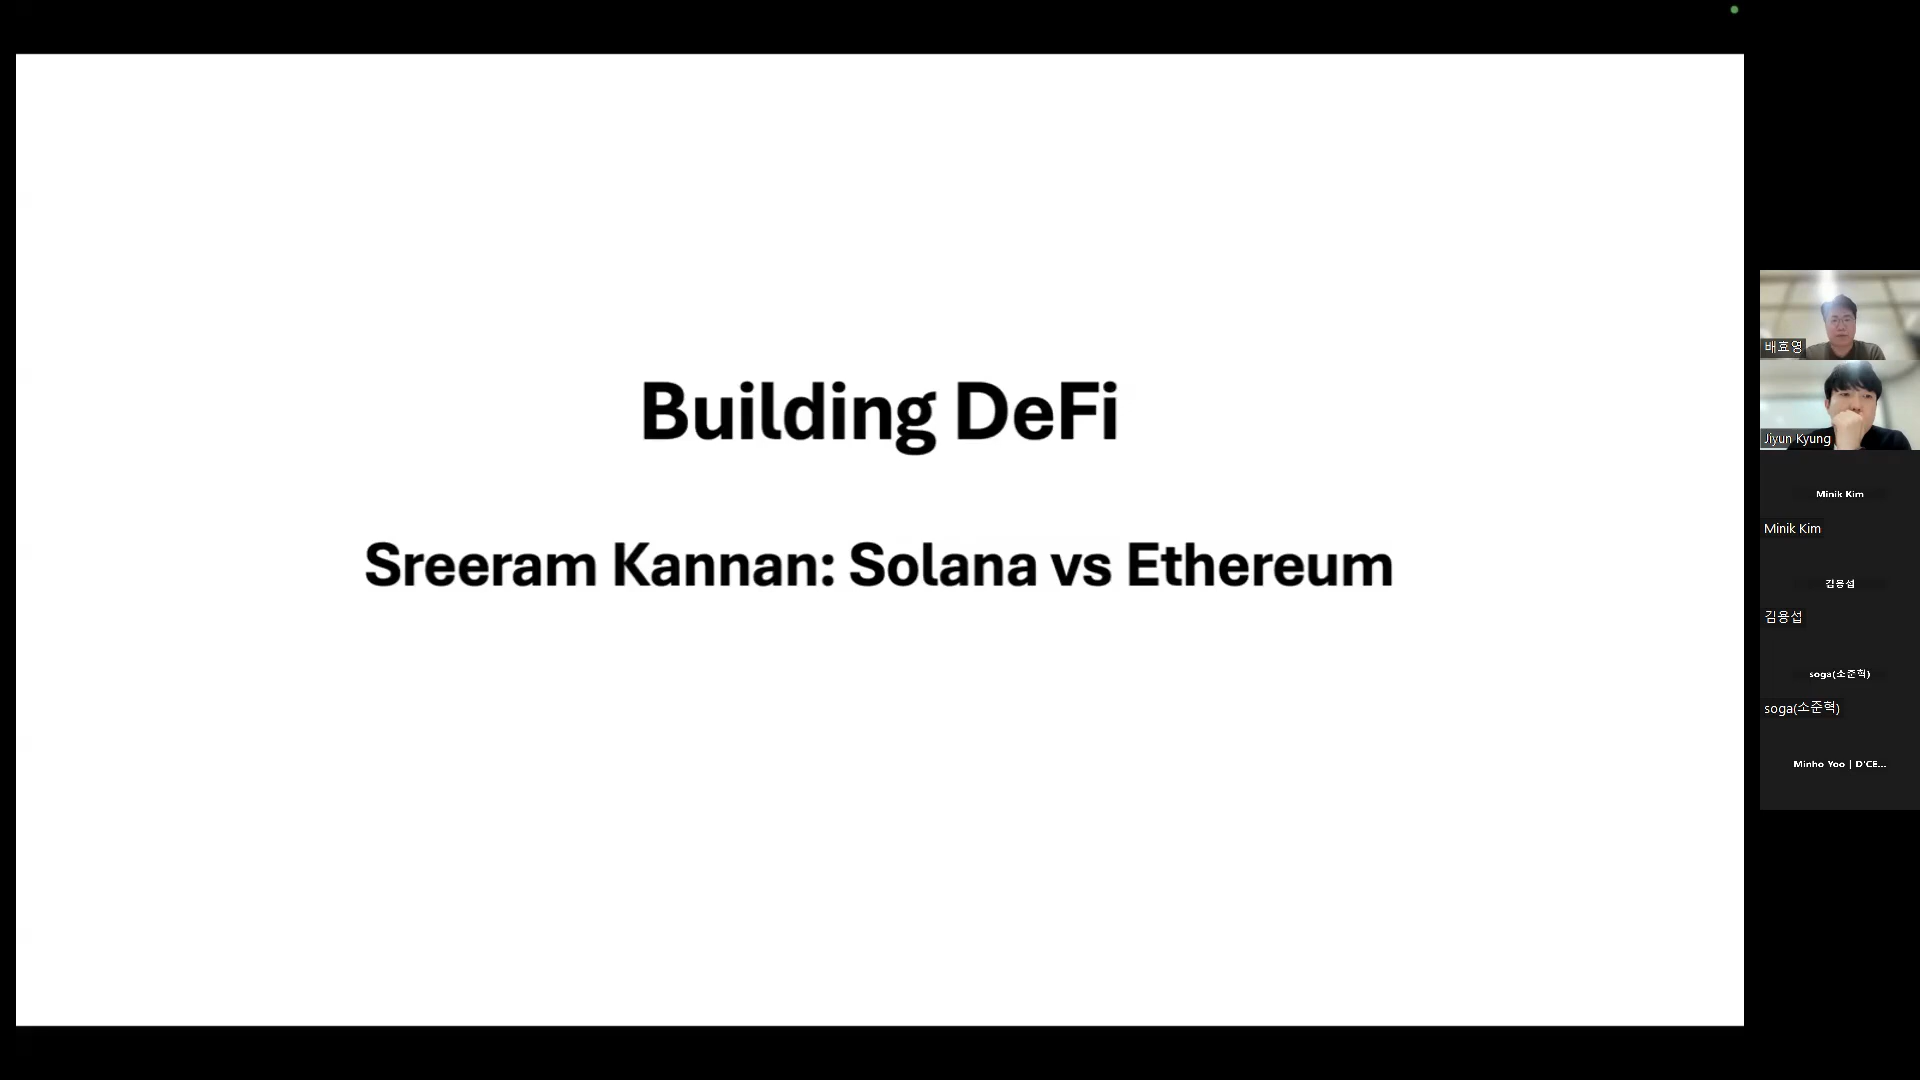 Building DeFi
Sreeram Kannan: Solana vs Ethereum
배효영
Jiyun Kyung
Minik Kim
Minik Kim
김용섭
김용섭
soga(소준혁)
soga(소준혁)
Minho Yoo | D'CE...